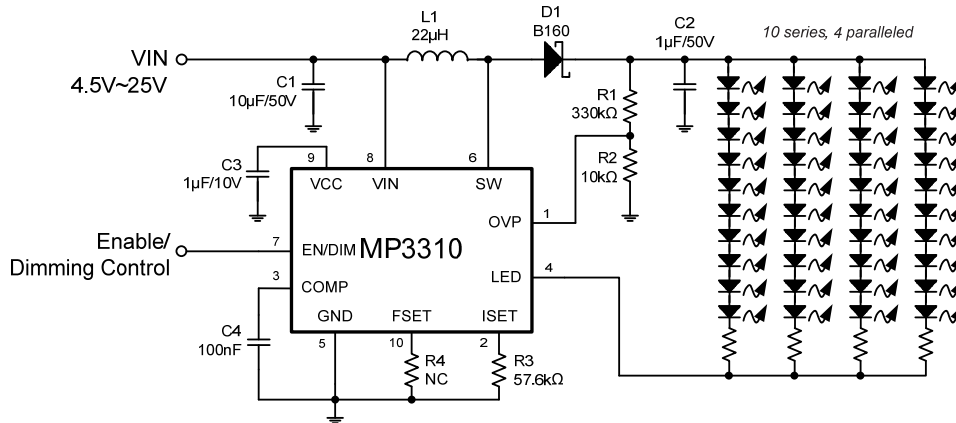 L1
22µH
D1
B160
C2
1µF/50V
10 series, 4 paralleled
VIN
4.5V~25V
C1
10µF/50V
R1
330kΩ
R2
10kΩ
C3
1µF/10V
9
8
6
VCC
VIN
SW
OVP
1
Enable/
Dimming Control
7
EN/DIM
MP3310
LED
4
3
COMP
GND
FSET
ISET
5
10
2
C4
100nF
R4
NC
R3
57.6kΩ